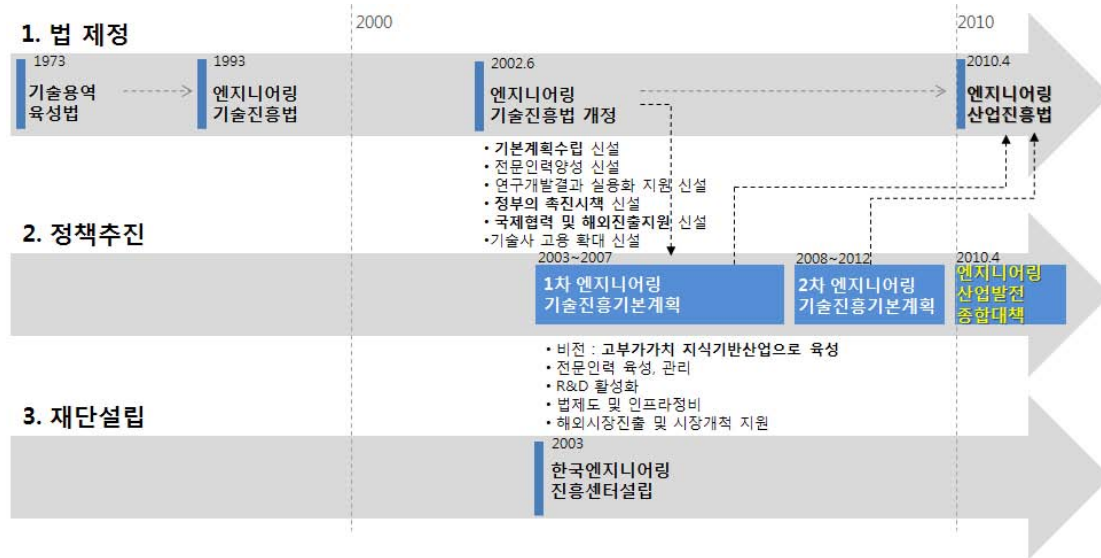 2000
2010
1. 법 제정
1973
기술용역
육성법
1993
엔지니어링
기술진흥법
2002.6
엔지니어링
기술진흥법 개정
2010.4
엔지니어링
산업진흥법
• 기본계획수립 신설
• 전문인력양성 신설
• 연구개발결과 실용화 지원 신설
• 정부의 촉진시책 신설
• 국제협력 및 해외진출지원 신설
•기술사 고용 확대 신설
2. 정책추진
2003~2007
1차 엔지니어링
기술진흥기본계획
2008~2012
2차 엔지니어링
기술진흥기본계획
2010.4
엔지니어링
산업발전
종합대책
• 비전 : 고부가가치 지식기반산업으로 육성
• 전문인력 육성, 관리
• R&D 활성화
• 법제도 및 인프라정비
• 해외시장진출 및 시장개척 지원
3. 재단설립
2003
한국엔지니어링
진흥센터설립